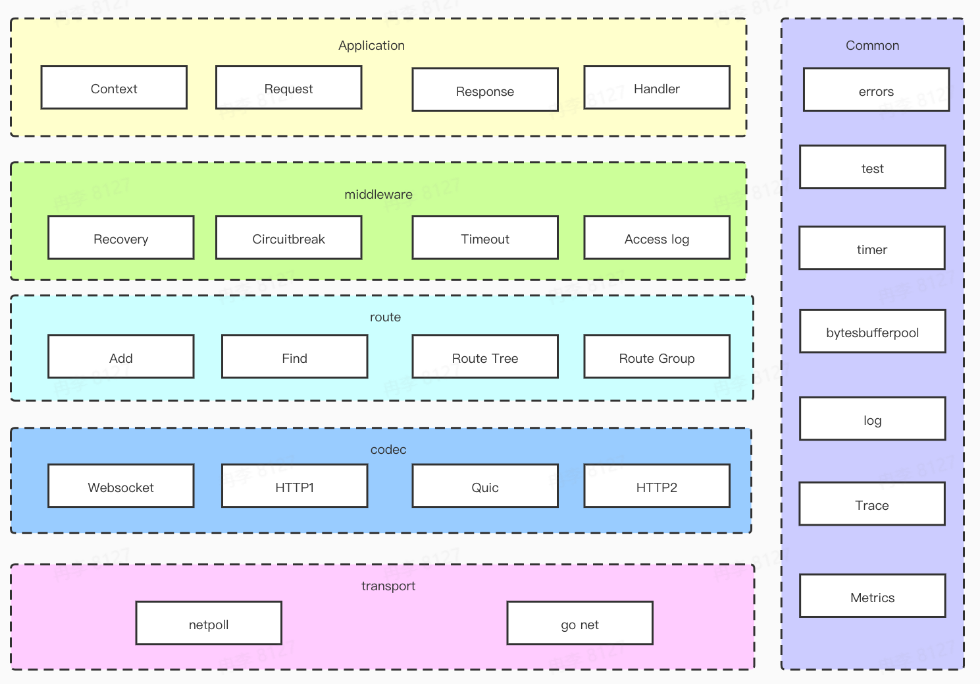 Application
Context
Request
Response
Handler
middleware
Recovery
Circuitbreak
Timeout
Access log
route
Add
Find
Route Tree
Route Group
codec
Websocket
HTTP1
Quic
HTTP2
transport
netpoll
go net
Common
errors
test
timer
bytesbufferpool
log
Trace
Metrics